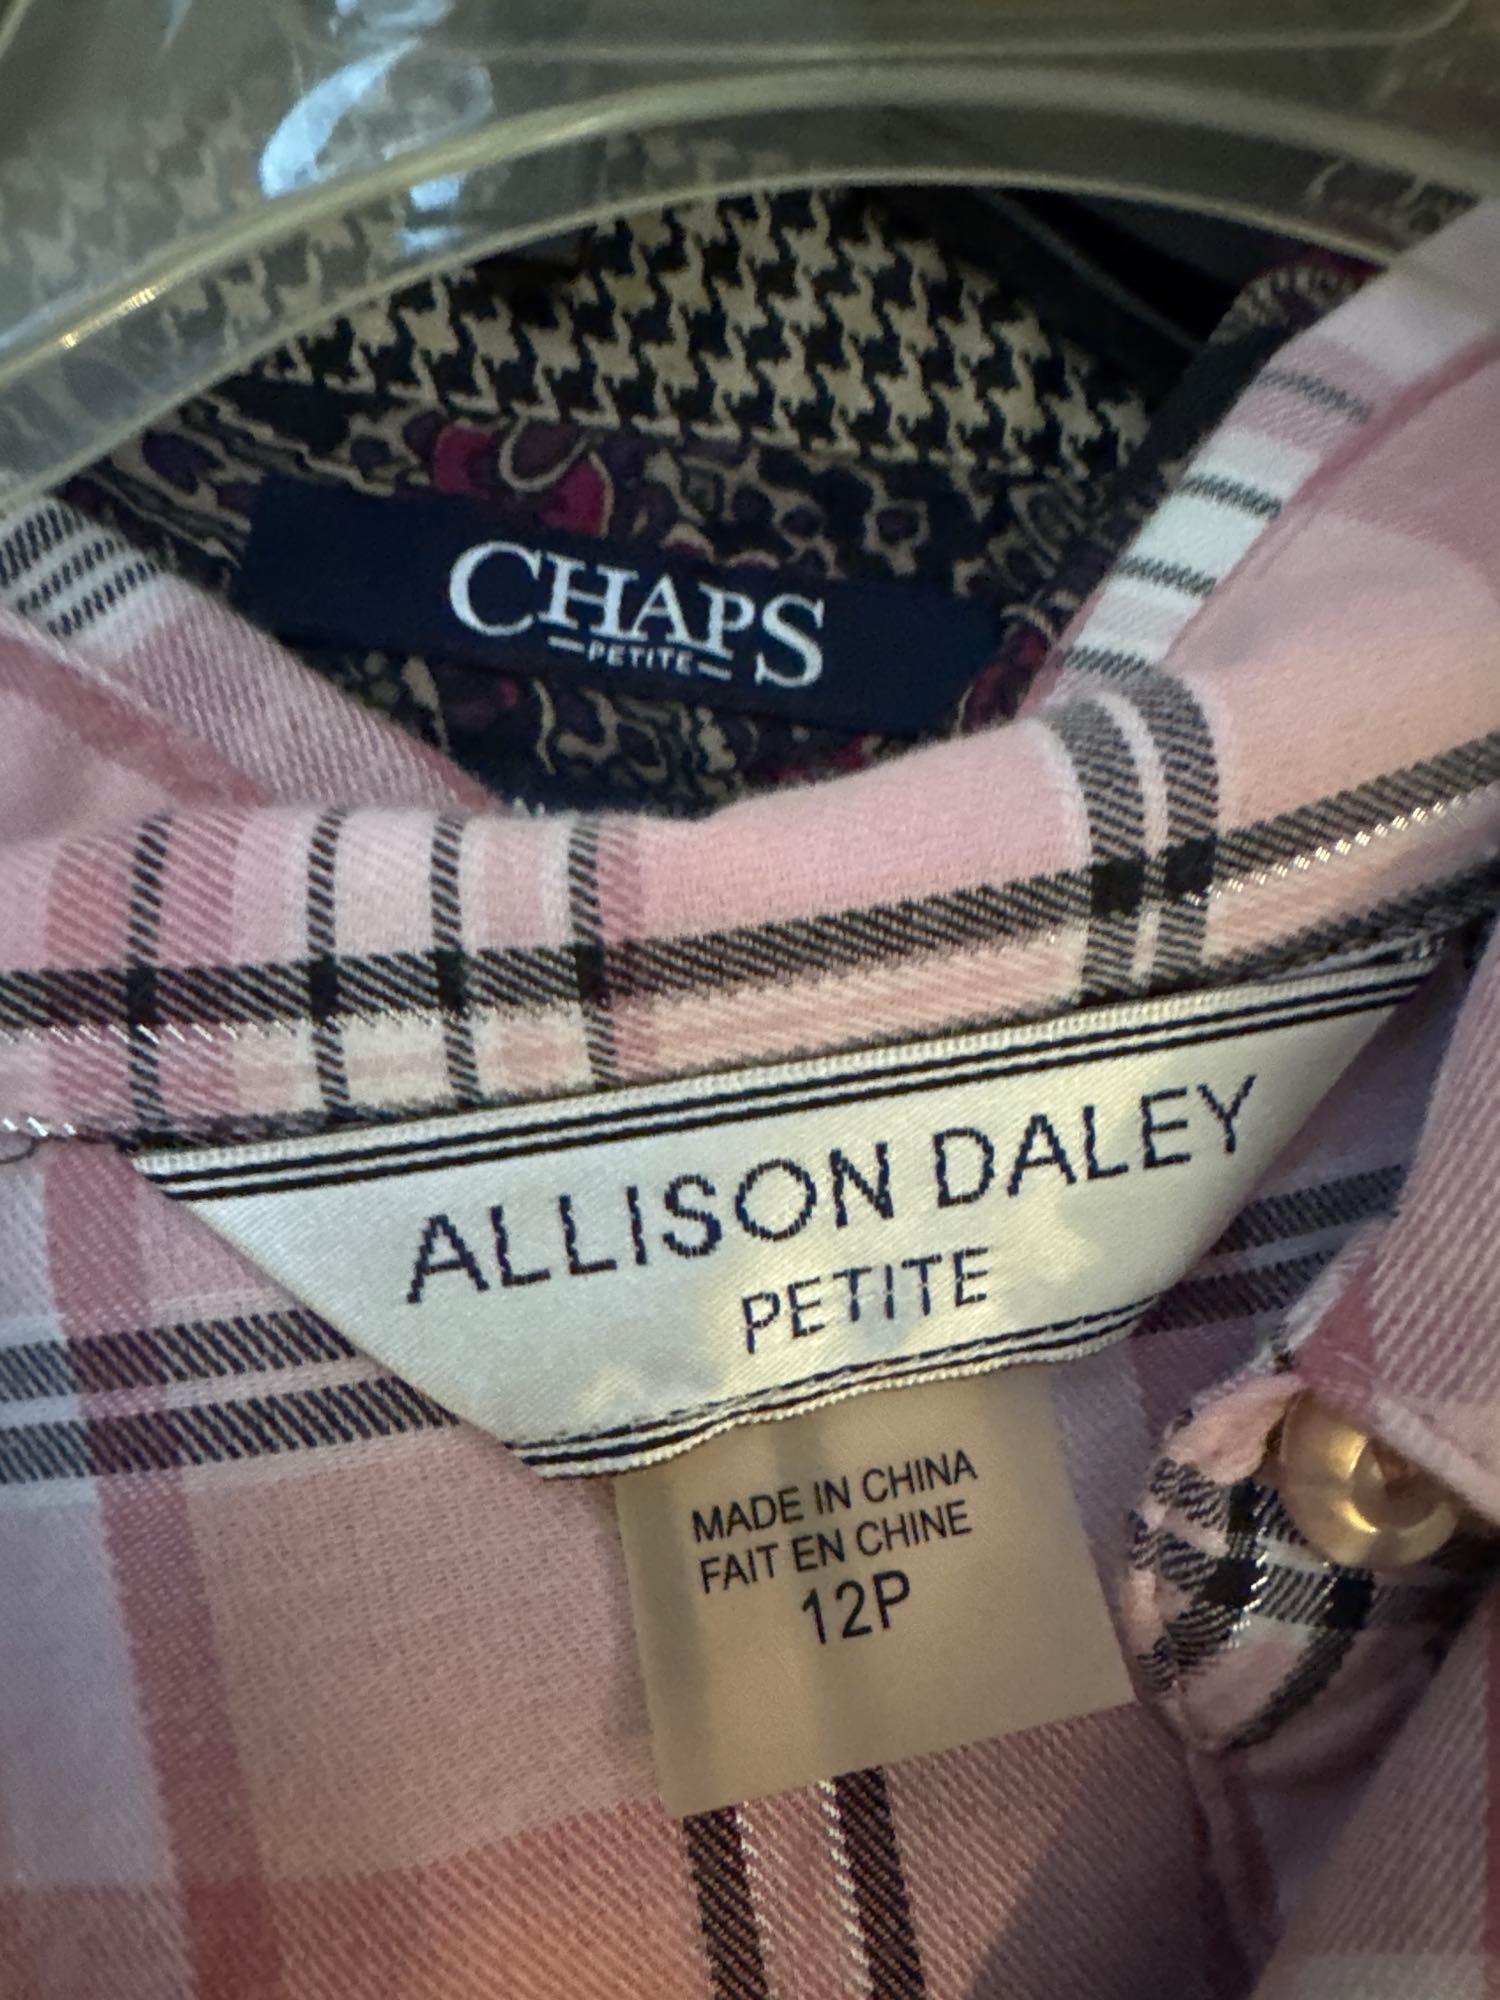 CHAPS
PETITE
ALLISON DALEY
PETITE
MADE IN CHINA
FAIT EN CHINE
12P